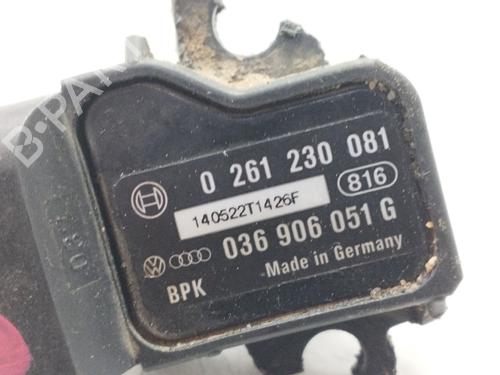 B-PARTS
0 261 230 081
140522T1426F
816
036 906 051 G
Made in Germany
BPK